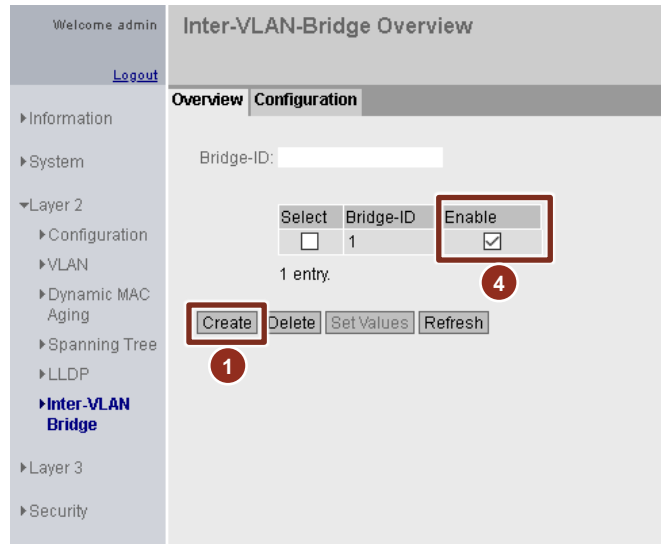 Welcome admin
Logout
Inter-VLAN-Bridge Overview
▶Information
▶System
▼Layer 2
▶Configuration
▶VLAN
▶Dynamic MAC
Aging
▶Spanning Tree
▶LLDP
▶Inter-VLAN
Bridge
▶Layer 3
▶Security
Overview Configuration
Bridge-ID:
Select Bridge-ID Enable
1
1 entry.
4
Create Delete Set Values Refresh
1